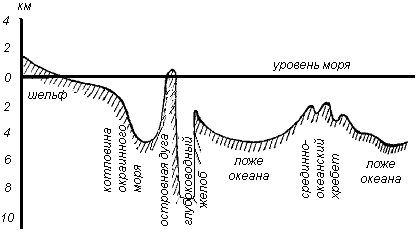 км
4
2
0
2
4
6
8
10
уровень моря
шельф
котловина
окраинного
моря
островная дуга
глубоководный
желоб
ложе
океана
срединно-
океанский
хребет
ложе
океана